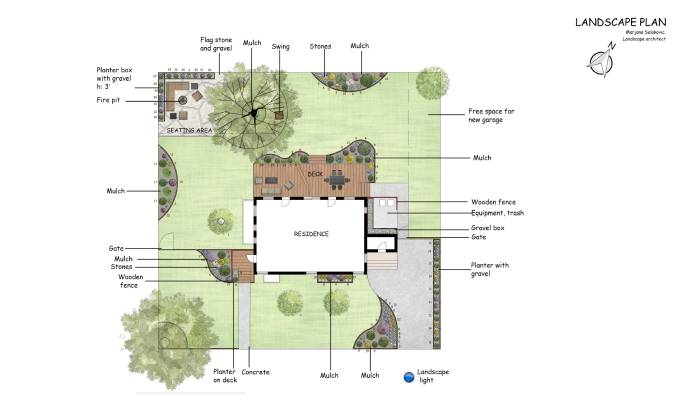 LANDSCAPE PLAN
Marjana Selakovic,
Landscape architect
Flag stone
and gravel
Mulch
Swing
Stones
Mulch
Planter box
with gravel
h: 3'
Fire pit
SEATING AREA
Free space for
new garage
Mulch
DECK
Mulch
Wooden fence
Equipment, trash
Gravel box
Gate
RESIDENCE
Gate
Mulch
Stones
Wooden
fence
Planter with
gravel
Planter
on deck
Concrete
Mulch
Mulch
Landscape
light